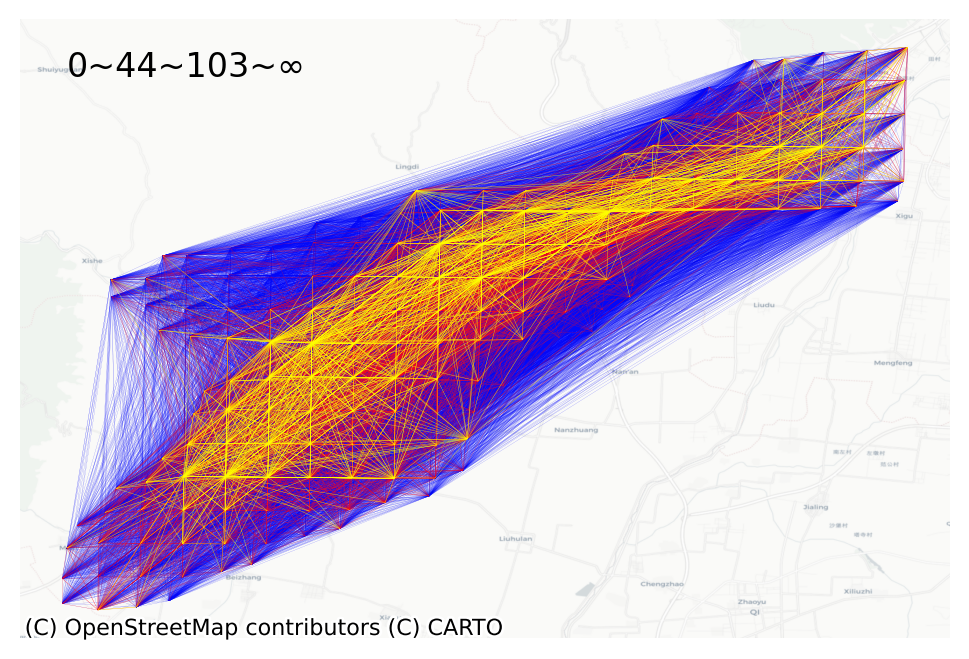 0~44~103~∞
Lingdi
Xishe
Xigu
Liudu
Mengfeng
Nanran
Nanzhuang
Jialing
Liuhulan
Beizhang
Chengzhao
Xiliuzhi
Zhaoyu
QI
(C) OpenStreetMap contributors (C) CARTO